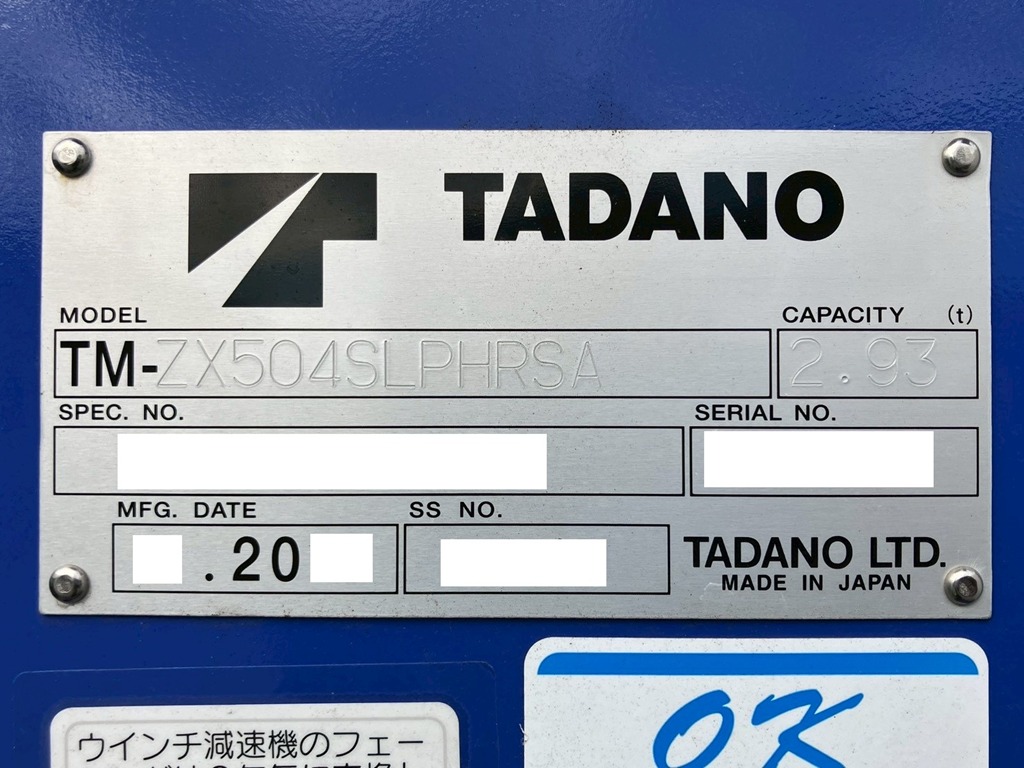 TADANO
MODEL
CAPACITY (t)
TM-ZX504SLPHRSA
2.93
SPEC. NO.
SERIAL NO.
MFG. DATE
SS NO.
.20
TADANO LTD.
MADE IN JAPAN
OK
ウインチ減速機のフェー